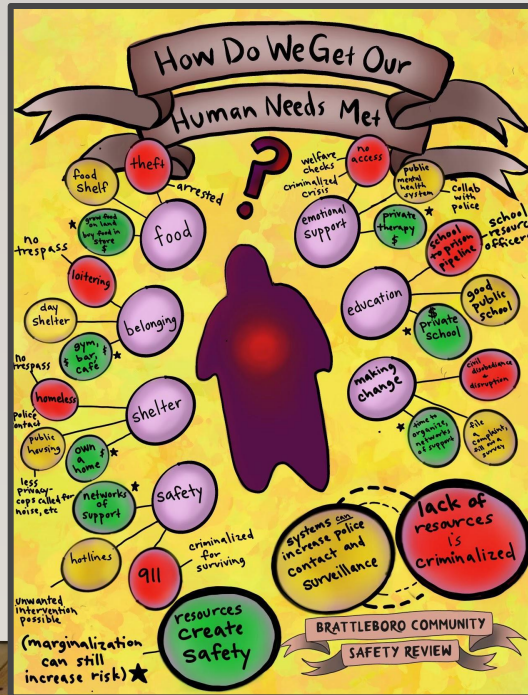 How Do We Get Our
Human Needs Met
?
theft
arrested
food
shelf
grow food
on land
buy food in
store
$
food
no
trespass
loitering
day
shelter
gym,
bar,
café
$
$
belonging
no
trespass
homeless
police
contact
public
housing
less
privacy-
cops called for
noise, etc
own
a
home
$
shelter
networks
of
support
safety
hotlines
unwanted
intervention
possible
911
criminalized
for
surviving
welfare
checks
criminalized
crisis
no
access
public
mental
health
system
collab
with
police
emotional
support
private
therapy
$
school
resource
officers
school
to prison
pipeline
education
good
public
school
$
private
school
making
change
civil
disobedience
+
disruption
time to
organize,
networks
of support
file
a
complaint,
fill out a
survey
systems can
increase police
contact and
surveillance
lack of
resources
is
criminalized
resources
create
safety
(marginalization
can still
increase risk)★
BRATTLEBORO COMMUNITY
SAFETY REVIEW